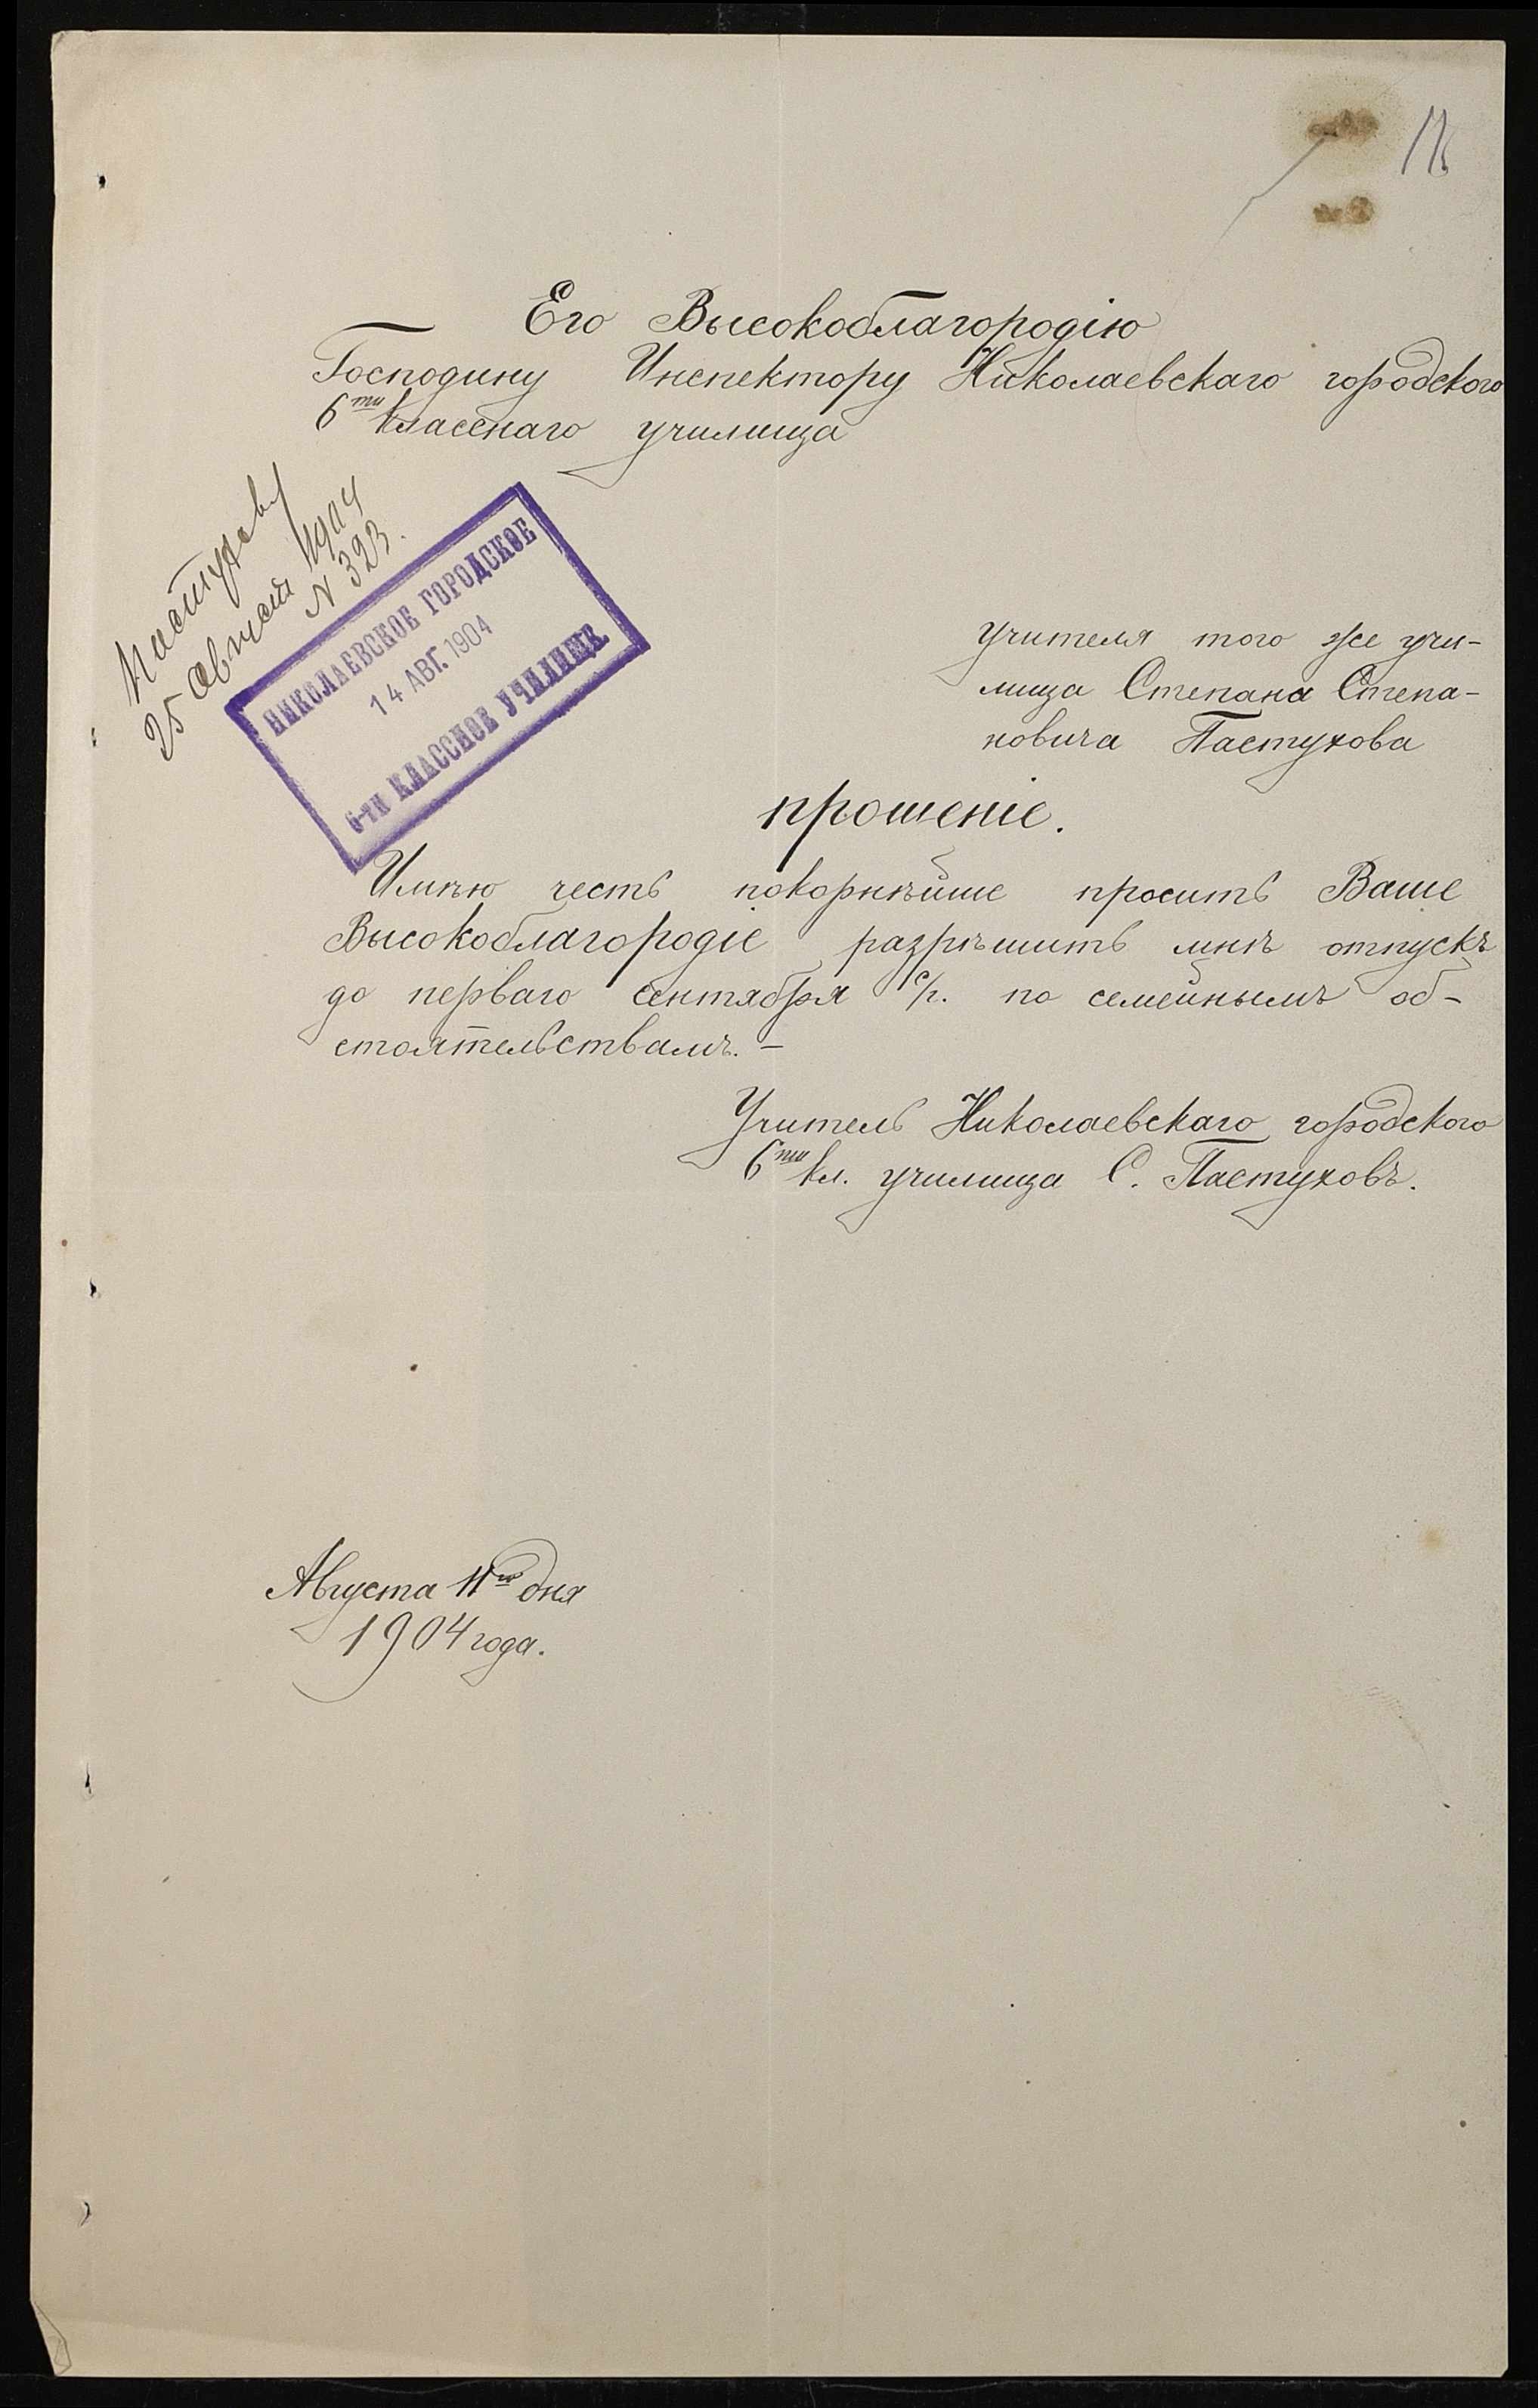 Его Высокоблагородію
Господину Инспектору Николаевскаго городского
6ти класснаго училища
Пастухову
25 Августа 1904
N 323.
НИКОЛАЕВСКОЕ ГОРОДСКОЕ
14 АВГ. 1904
6-ТИ КЛАССНОЕ УЧИЛИЩЕ
Учителя того же учи-
лища Степана Степа-
новича Пастухова
прошеніе.
Имѣю честь покорнѣйше просить Ваше
Высокоблагородіе разрѣшить мнѣ отпускъ
до перваго сентября с/г. по семейнымъ об-
стоятельствамъ. –
Учитель Николаевскаго городского
6ти кл. училища С. Пастуховъ.
Августа 11го дня
1904 года.